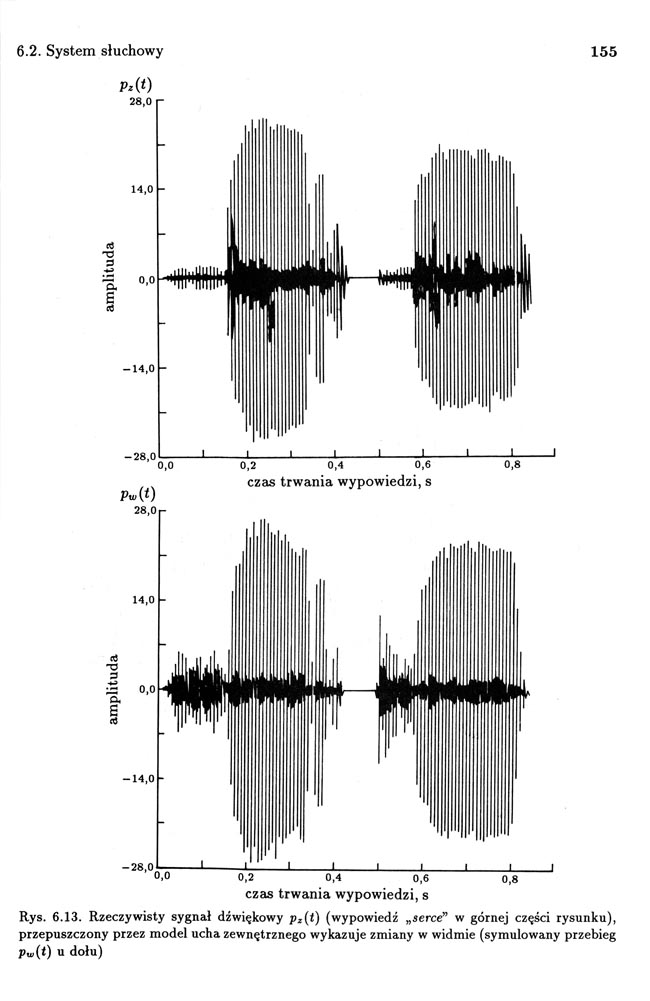 6.2. System słuchowy 155
p_z(t)
28,0
14,0
amplituda
0,0
−14,0
−28,0
0,0 0,2 0,4 0,6 0,8
czas trwania wypowiedzi, s
p_w(t)
28,0
14,0
amplituda
0,0
−14,0
−28,0
0,0 0,2 0,4 0,6 0,8
czas trwania wypowiedzi, s
Rys. 6.13. Rzeczywisty sygnał dźwiękowy p_z(t) (wypowiedź „serce” w górnej części rysunku),
przepuszczony przez model ucha zewnętrznego wykazuje zmiany w widmie (symulowany przebieg
p_w(t) u dołu)